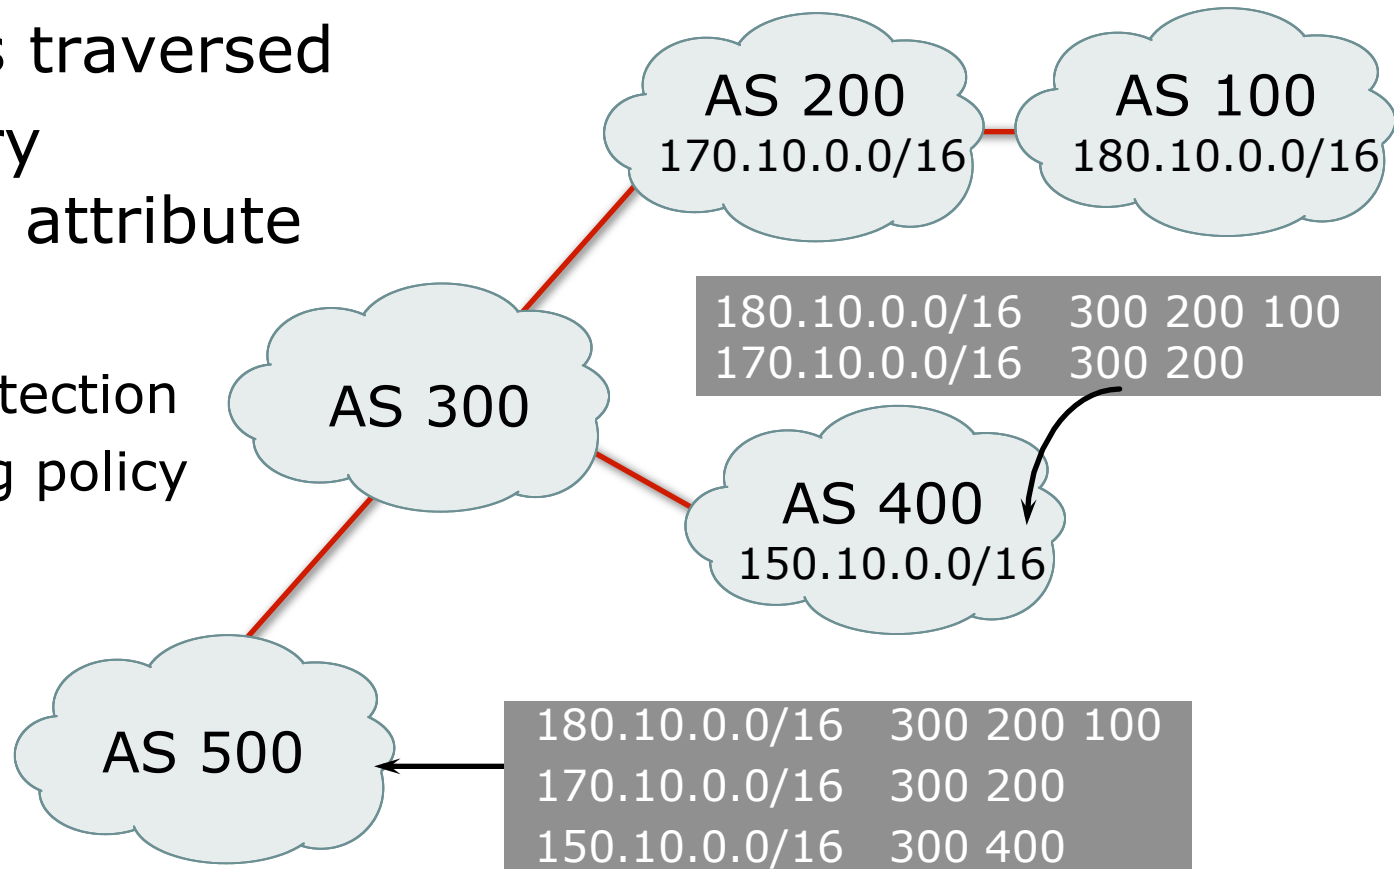 s traversed
ry
attribute
tection
g policy
AS 200
170.10.0.0/16
AS 100
180.10.0.0/16
180.10.0.0/16 300 200 100
170.10.0.0/16 300 200
AS 300
AS 400
150.10.0.0/16
AS 500
180.10.0.0/16 300 200 100
170.10.0.0/16 300 200
150.10.0.0/16 300 400